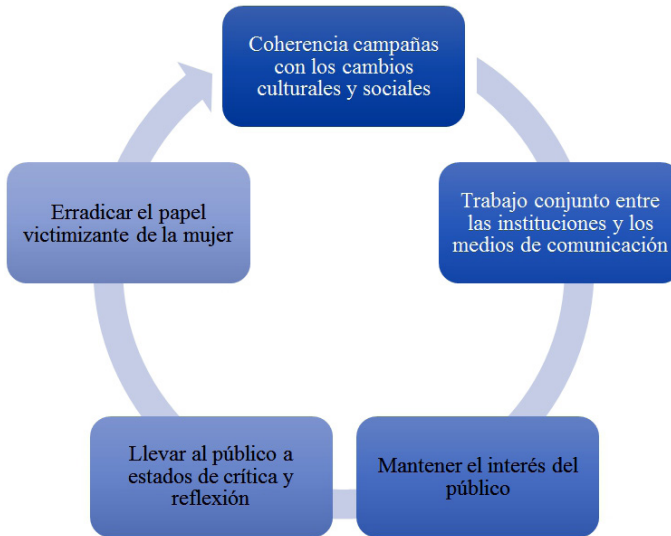 Coherencia campañas
con los cambios
culturales y sociales
Trabajo conjunto entre
las instituciones y los
medios de comunicación
Mantener el interés del
público
Llevar al público a
estados de crítica y
reflexión
Erradicar el papel
victimizante de la mujer